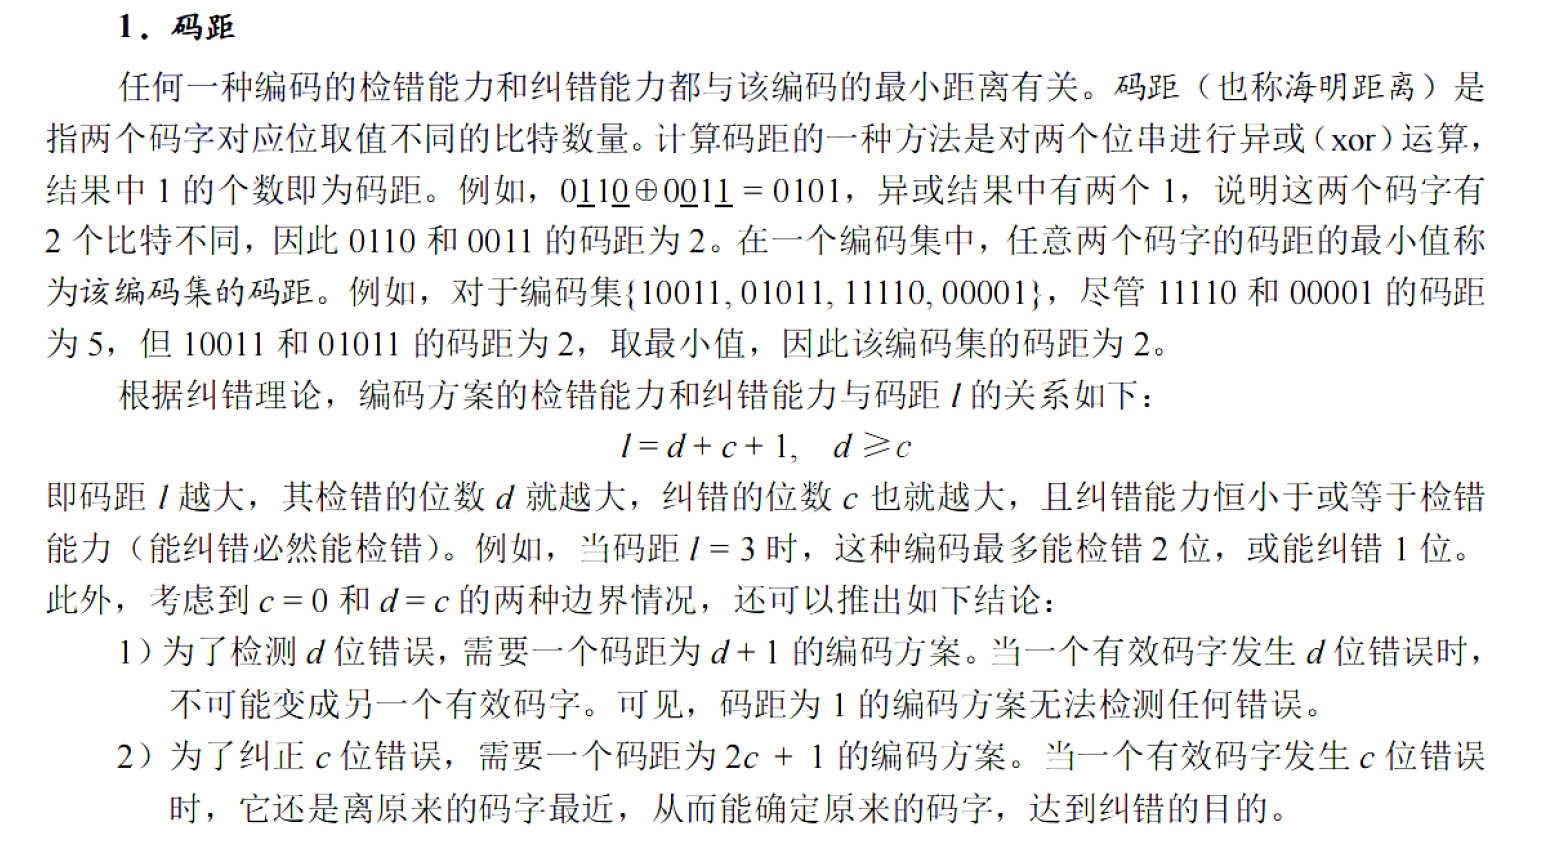 1．码距
任何一种编码的检错能力和纠错能力都与该编码的最小距离有关。码距（也称海明距离）是
指两个码字对应位取值不同的比特数量。计算码距的一种方法是对两个位串进行异或（xor）运算，
结果中 1 的个数即为码距。例如，0110⊕0011 = 0101，异或结果中有两个 1，说明这两个码字有
2 个比特不同，因此 0110 和 0011 的码距为 2。在一个编码集中，任意两个码字的码距的最小值称
为该编码集的码距。例如，对于编码集{10011, 01011, 11110, 00001}，尽管 11110 和 00001 的码距
为 5，但 10011 和 01011 的码距为 2，取最小值，因此该编码集的码距为 2。
根据纠错理论，编码方案的检错能力和纠错能力与码距 l 的关系如下：
l = d + c + 1, d ≥ c
即码距 l 越大，其检错的位数 d 就越大，纠错的位数 c 也就越大，且纠错能力恒小于或等于检错
能力（能纠错必然能检错）。例如，当码距 l = 3 时，这种编码最多能检错 2 位，或能纠错 1 位。
此外，考虑到 c = 0 和 d = c 的两种边界情况，还可以推出如下结论：
1）为了检测 d 位错误，需要一个码距为 d + 1 的编码方案。当一个有效码字发生 d 位错误时，
不可能变成另一个有效码字。可见，码距为 1 的编码方案无法检测任何错误。
2）为了纠正 c 位错误，需要一个码距为 2c + 1 的编码方案。当一个有效码字发生 c 位错误
时，它还是离原来的码字最近，从而能确定原来的码字，达到纠错的目的。